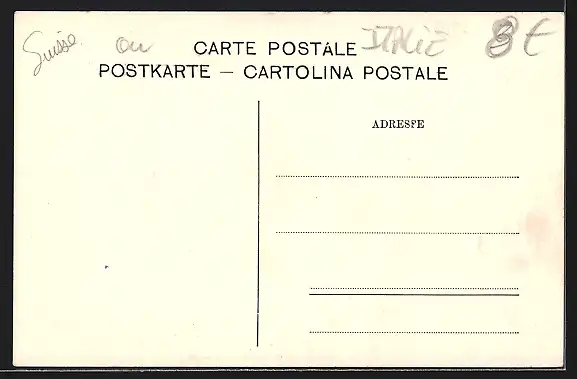 Suisse ou CARTE POSTALE ITALIE 8€
POSTKARTE — CARTOLINA POSTALE
ADRESFE